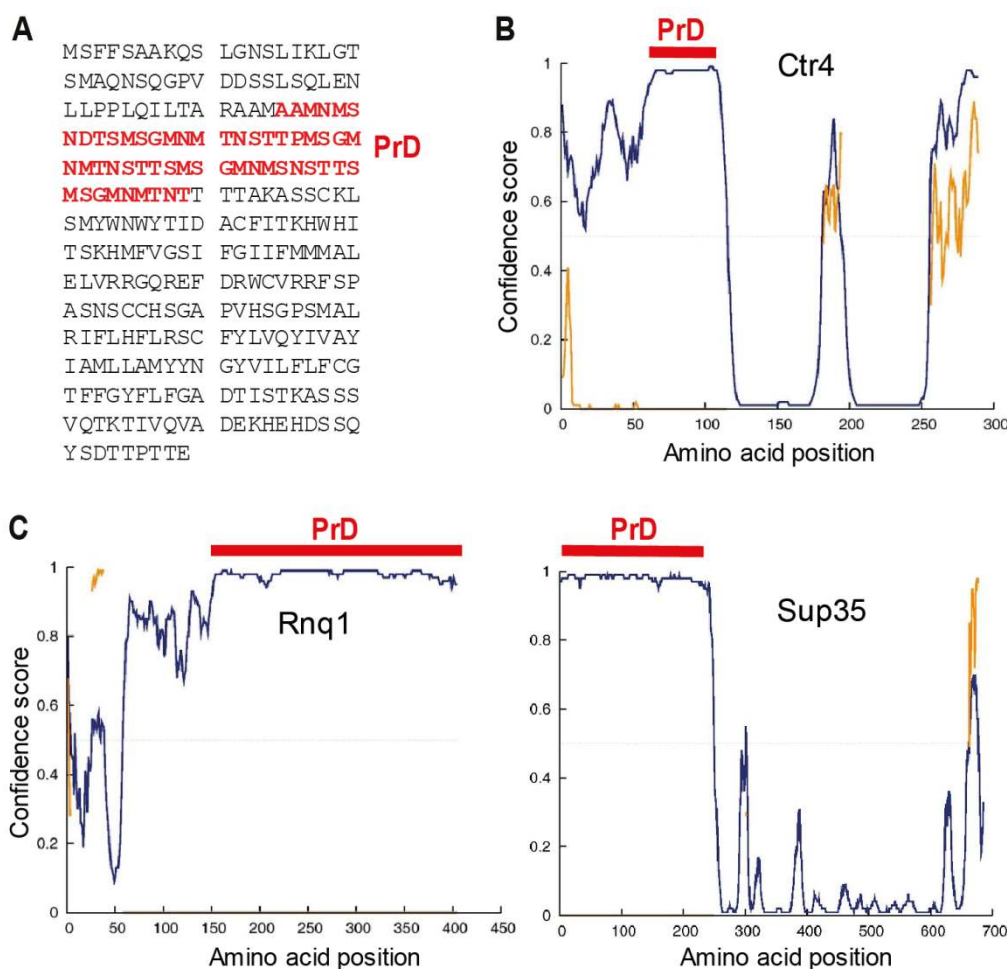 A
MSFFSAAKQS LGNSLIKLGT
SMAQNSQGPV DDSSLSQLEN
LLPPLQILTA RAAMAAMNMS
NDTSMSGMNM TNSTTPMSGM
NMTNSTTSMS GMNMSNSTTS
MSGMNMTNTT TTAKASSCKL
SMYWNWYTID ACFITKHWHI
TSKHMFVGSI FGIIFMMMAL
ELVRRGQREF DRWCVRRFSP
ASNSCCHSGA PVHSGPSMAL
RIFLHFLRSC FYLVQYIVAY
IAMLLAMYYN GYVILFLFCG
TFFGYFLFGA DTISTKASSS
VQTKTIVQVA DEKHEHDSSQ
YSDTTPTTE
PrD
B
PrD
Ctr4
Confidence score
1
0.8
0.6
0.4
0.2
0
0 50 100 150 200 250 300
Amino acid position
C
PrD
Rnq1
Confidence score
1
0.8
0.6
0.4
0.2
0
0 50 100 150 200 250 300 350 400 450
Amino acid position
PrD
Sup35
1
0.8
0.6
0.4
0.2
0
0 100 200 300 400 500 600 700
Amino acid position